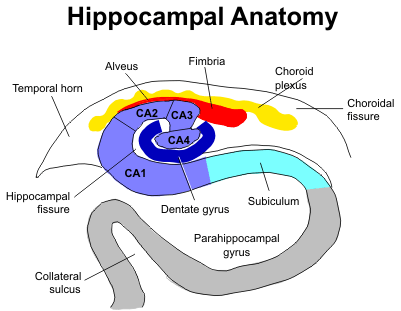 Hippocampal Anatomy
Alveus
Fimbria
Choroid
plexus
Temporal horn
Choroidal
fissure
CA2
CA3
CA4
CA1
Hippocampal
fissure
Dentate gyrus
Subiculum
Parahippocampal
gyrus
Collateral
sulcus